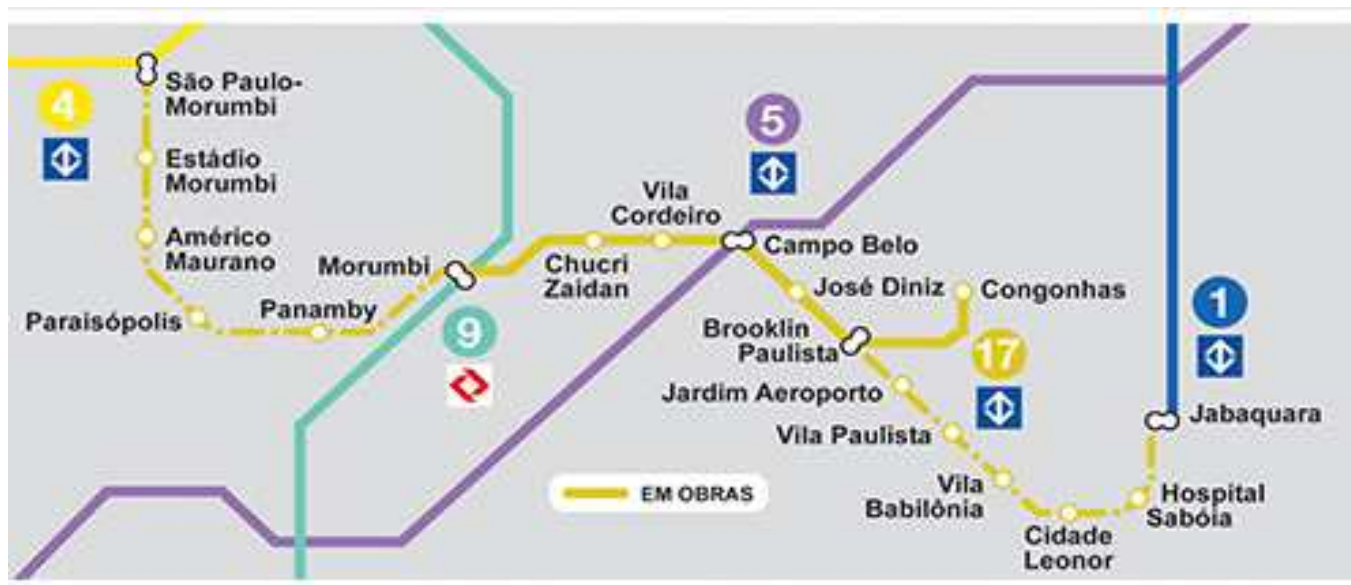 São Paulo-
Morumbi
4
Estádio
Morumbi
Américo
Maurano
Paraisópolis
Panamby
Morumbi
9
Chucri
Zaidan
Vila
Cordeiro
5
Campo Belo
José Diniz
Congonhas
Brooklin
Paulista
17
1
Jardim Aeroporto
Vila Paulista
Jabaquara
Vila
Babilônia
Cidade
Leonor
Hospital
Sabóia
EM OBRAS